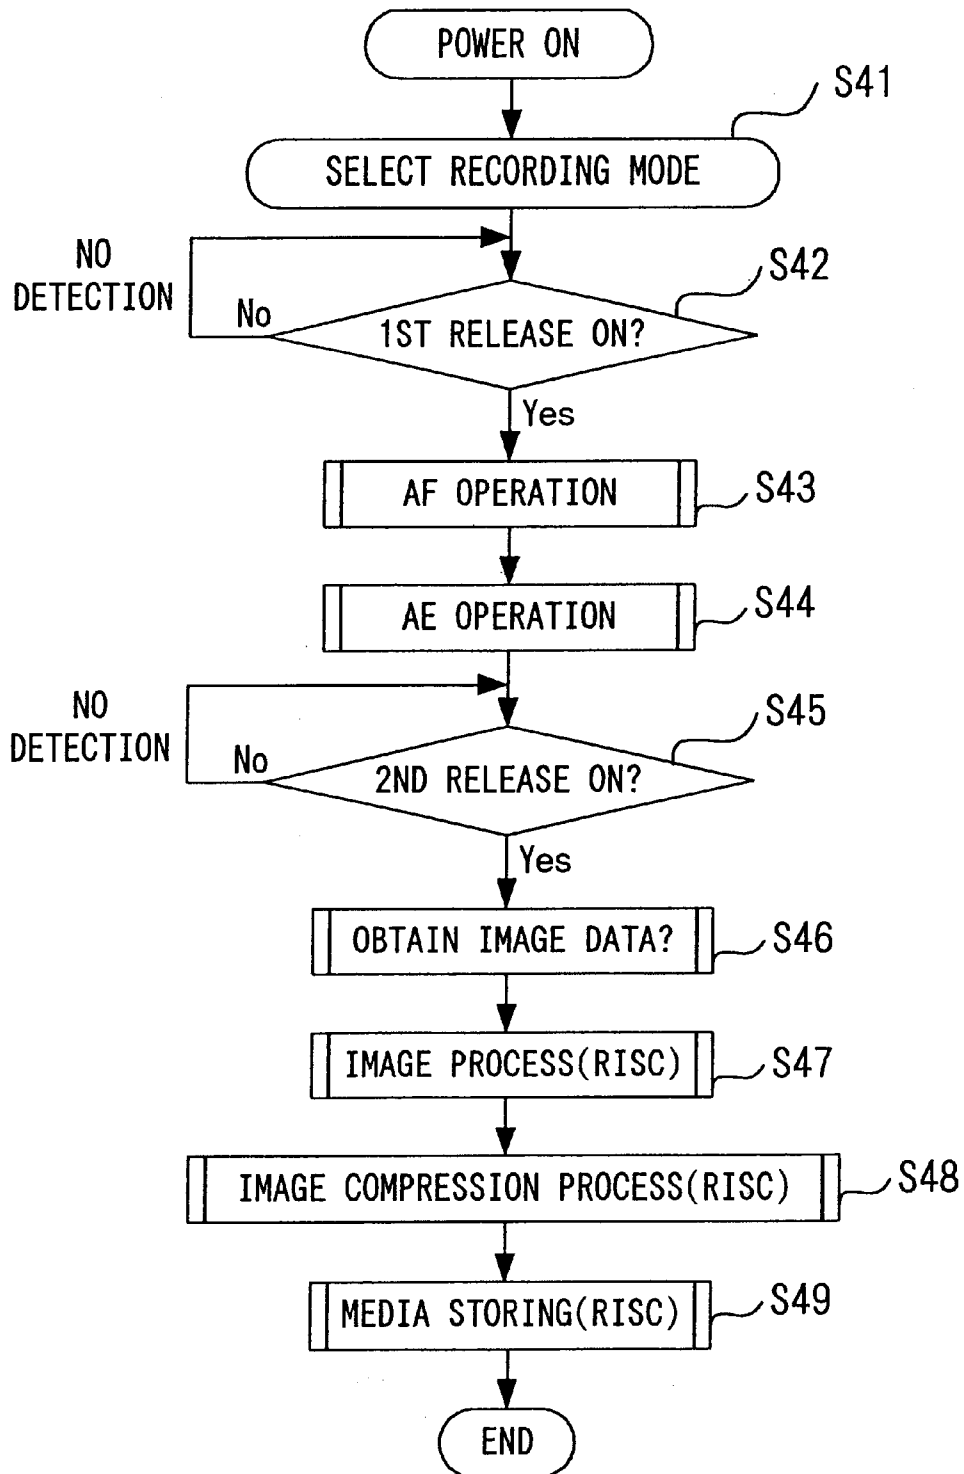 POWER ON
S41
SELECT RECORDING MODE
NO
DETECTION
S42
No
1ST RELEASE ON?
Yes
AF OPERATION
S43
AE OPERATION
S44
NO
DETECTION
S45
No
2ND RELEASE ON?
Yes
OBTAIN IMAGE DATA?
S46
IMAGE PROCESS(RISC)
S47
IMAGE COMPRESSION PROCESS(RISC)
S48
MEDIA STORING(RISC)
S49
END